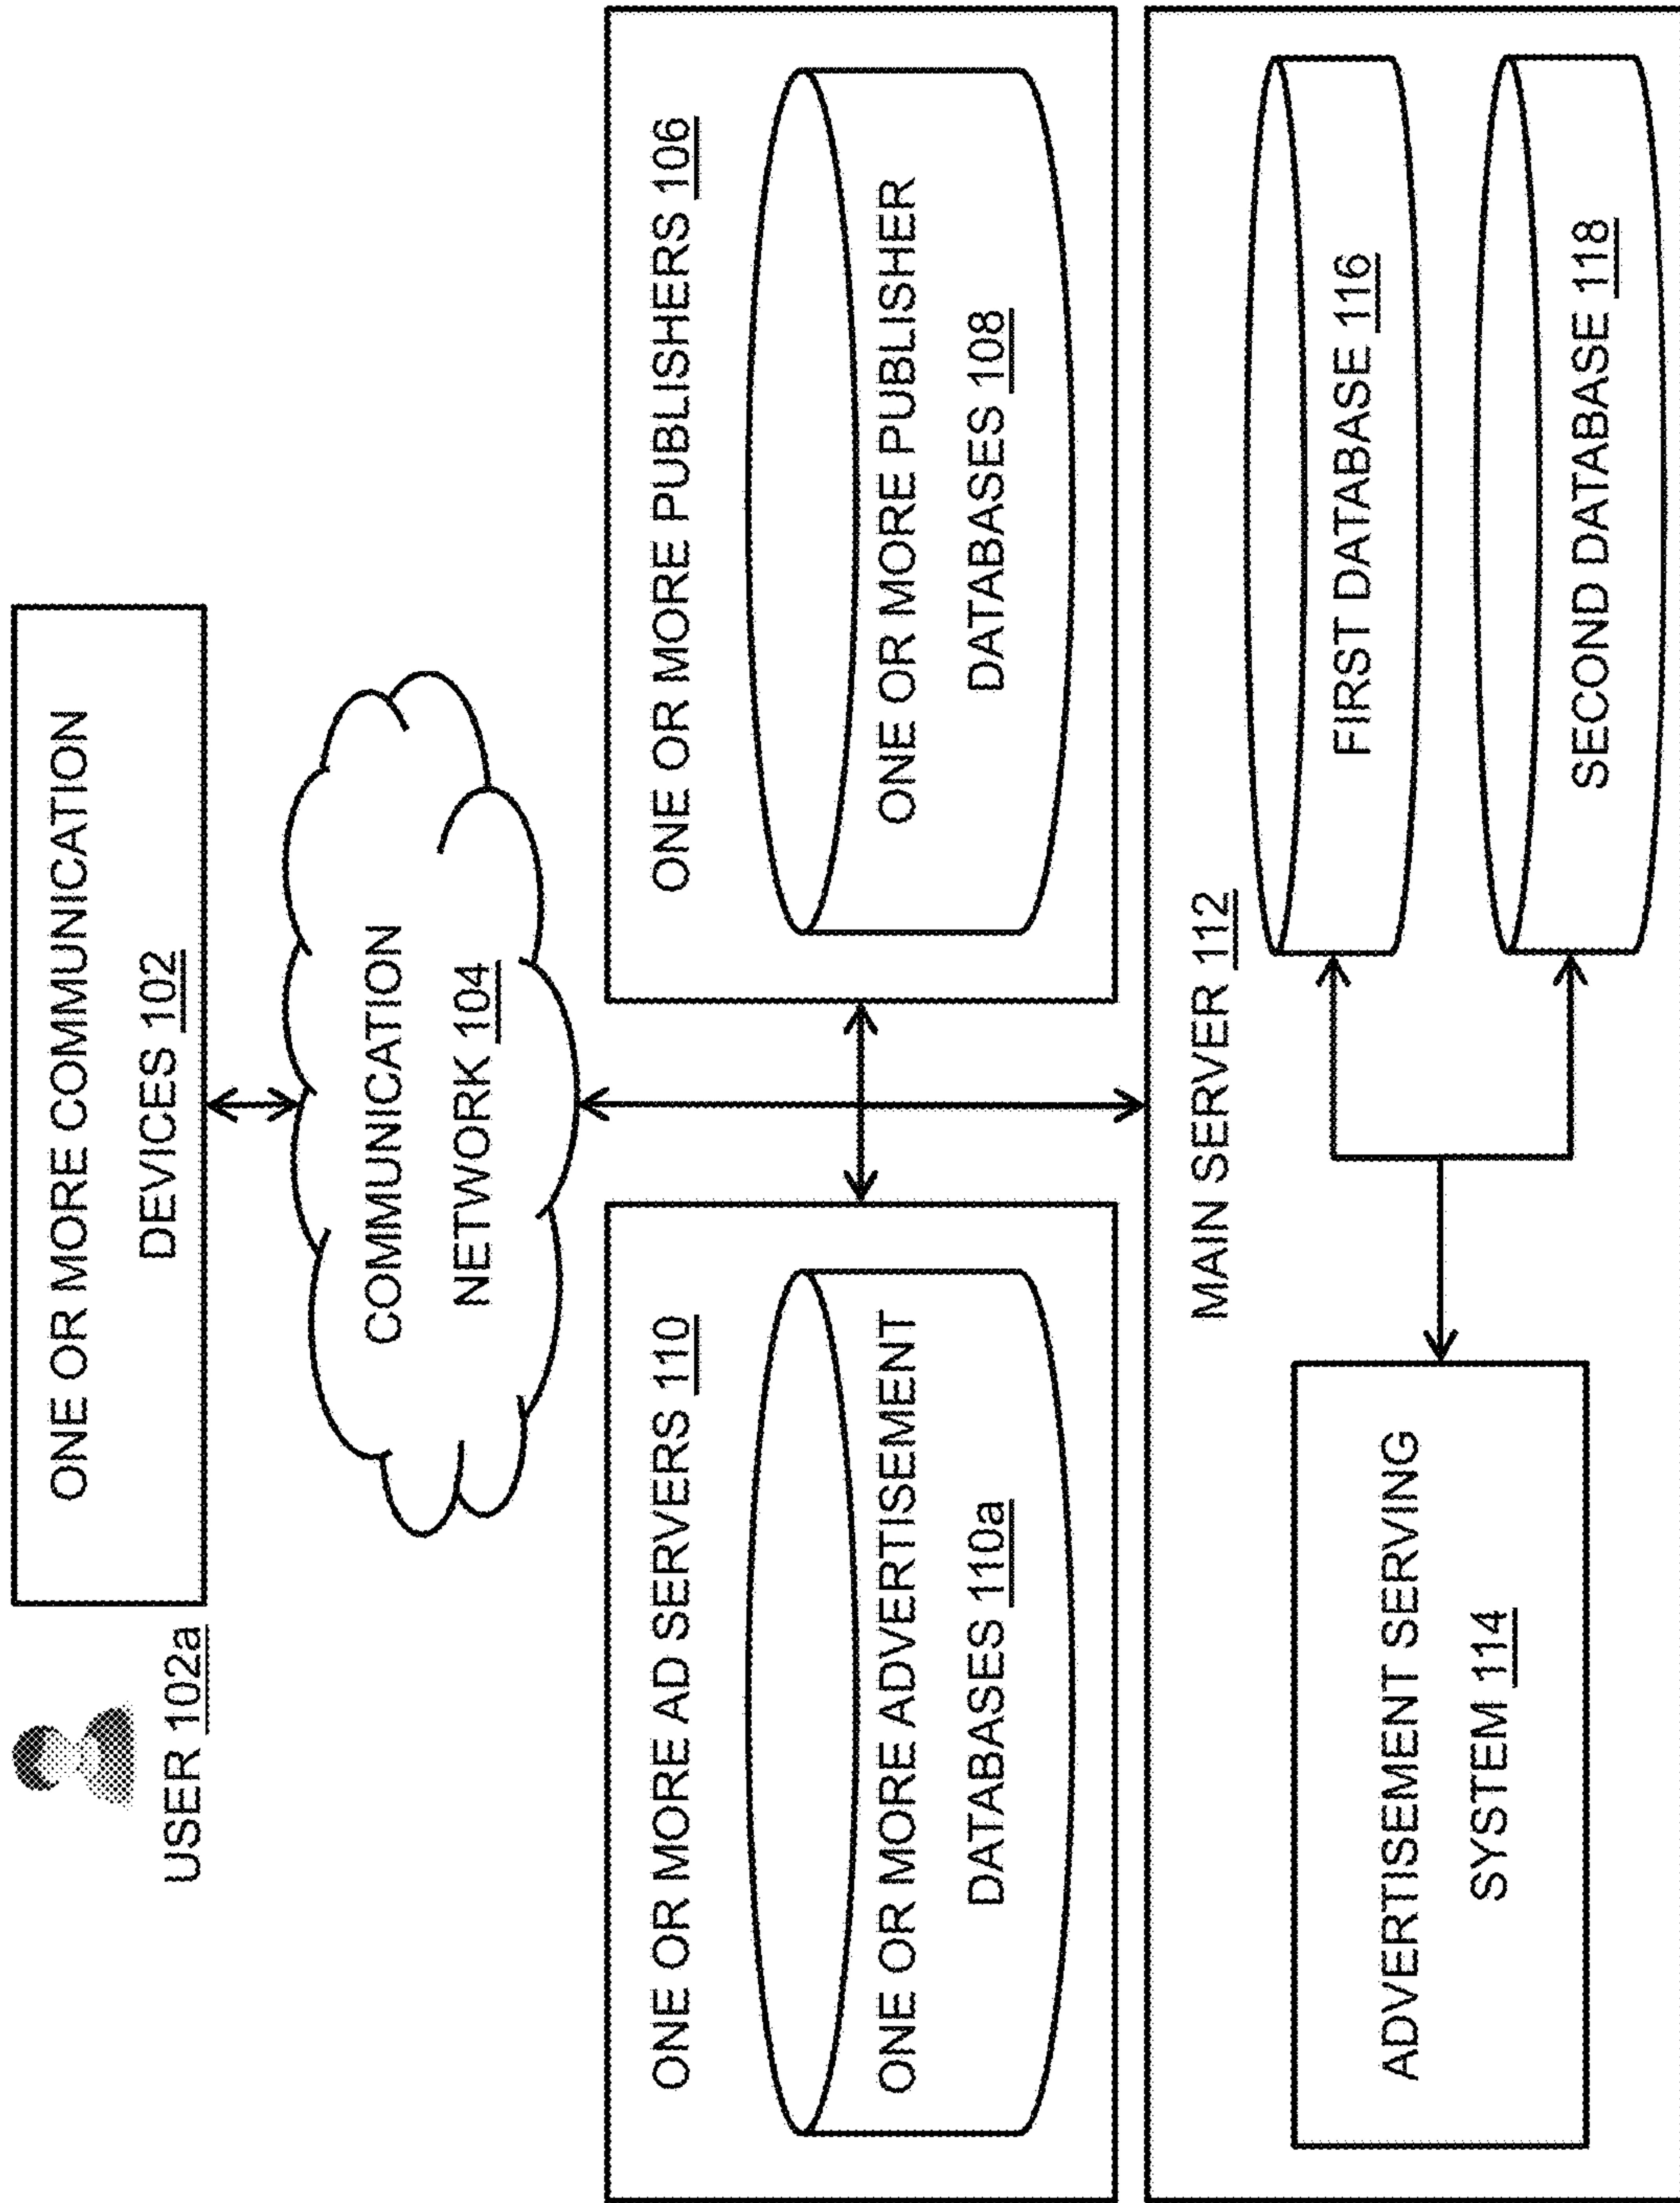 USER 102a
ONE OR MORE COMMUNICATION
DEVICES 102
COMMUNICATION
NETWORK 104
ONE OR MORE AD SERVERS 110
ONE OR MORE ADVERTISEMENT
DATABASES 110a
ONE OR MORE PUBLISHERS 106
ONE OR MORE PUBLISHER
DATABASES 108
MAIN SERVER 112
ADVERTISEMENT SERVING
SYSTEM 114
FIRST DATABASE 116
SECOND DATABASE 118